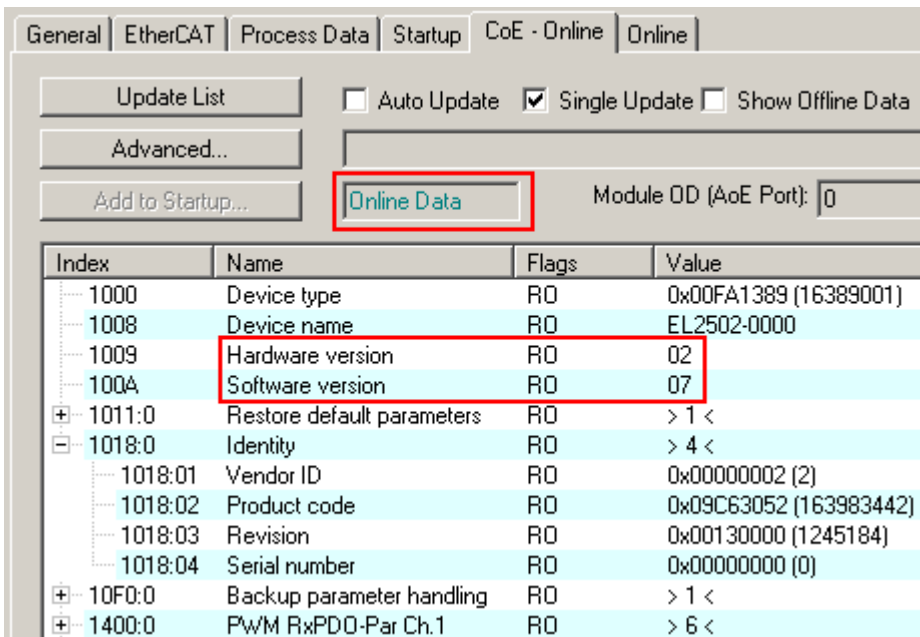 General EtherCAT Process Data Startup CoE - Online Online
Update List Auto Update Single Update Show Offline Data
Advanced...
Add to Startup... Online Data Module OD (AoE Port): 0
Index Name Flags Value
1000 Device type RO 0x00FA1389 (16389001)
1008 Device name RO EL2502-0000
1009 Hardware version RO 02
100A Software version RO 07
1011:0 Restore default parameters RO > 1 <
1018:0 Identity RO > 4 <
1018:01 Vendor ID RO 0x00000002 (2)
1018:02 Product code RO 0x09C63052 (163983442)
1018:03 Revision RO 0x00130000 (1245184)
1018:04 Serial number RO 0x00000000 (0)
10F0:0 Backup parameter handling RO > 1 <
1400:0 PWM RxPDO-Par Ch.1 RO > 6 <